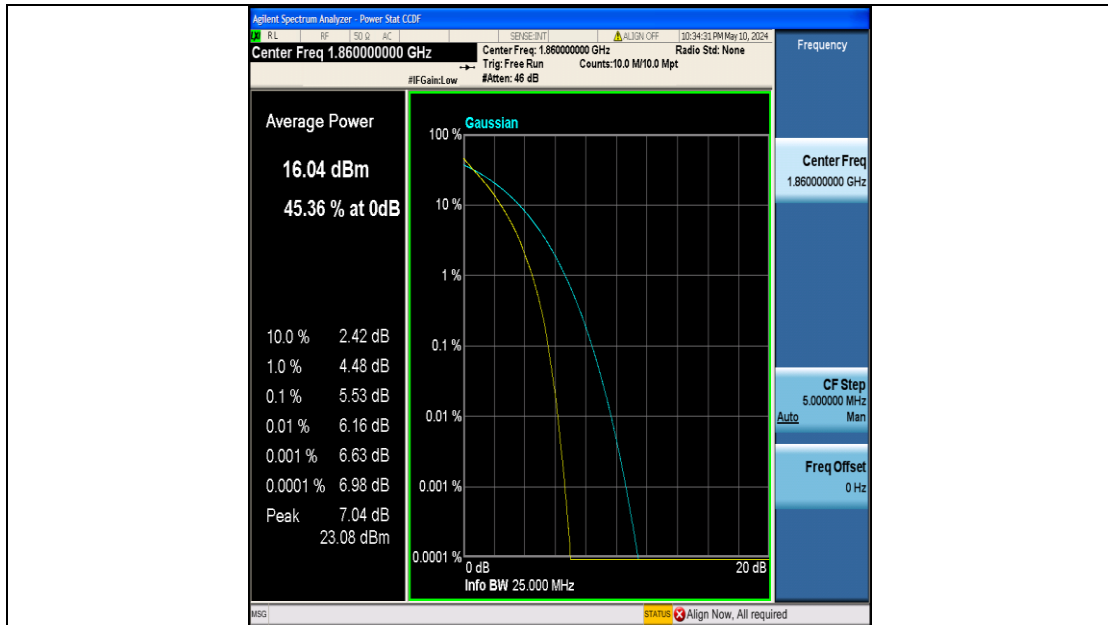 Agilent Spectrum Analyzer - Power Stat CCDF
RL RF 50 Ω AC SENSE:INT ALIGN OFF 10:34:31 PM May 10, 2024
Center Freq 1.860000000 GHz
Center Freq: 1.860000000 GHz Radio Std: None
Trig: Free Run Counts:10.0 M/10.0 Mpt
#IFGain:Low #Atten: 46 dB
Frequency
Average Power
16.04 dBm
45.36 % at 0dB
10.0 % 2.42 dB
1.0 % 4.48 dB
0.1 % 5.53 dB
0.01 % 6.16 dB
0.001 % 6.63 dB
0.0001 % 6.98 dB
Peak 7.04 dB
23.08 dBm
Gaussian
100 %
10 %
1 %
0.1 %
0.01 %
0.001 %
0.0001 %
0 dB 20 dB
Info BW 25.000 MHz
Center Freq
1.860000000 GHz
CF Step
5.000000 MHz
Auto Man
Freq Offset
0 Hz
MSG STATUS Align Now, All required